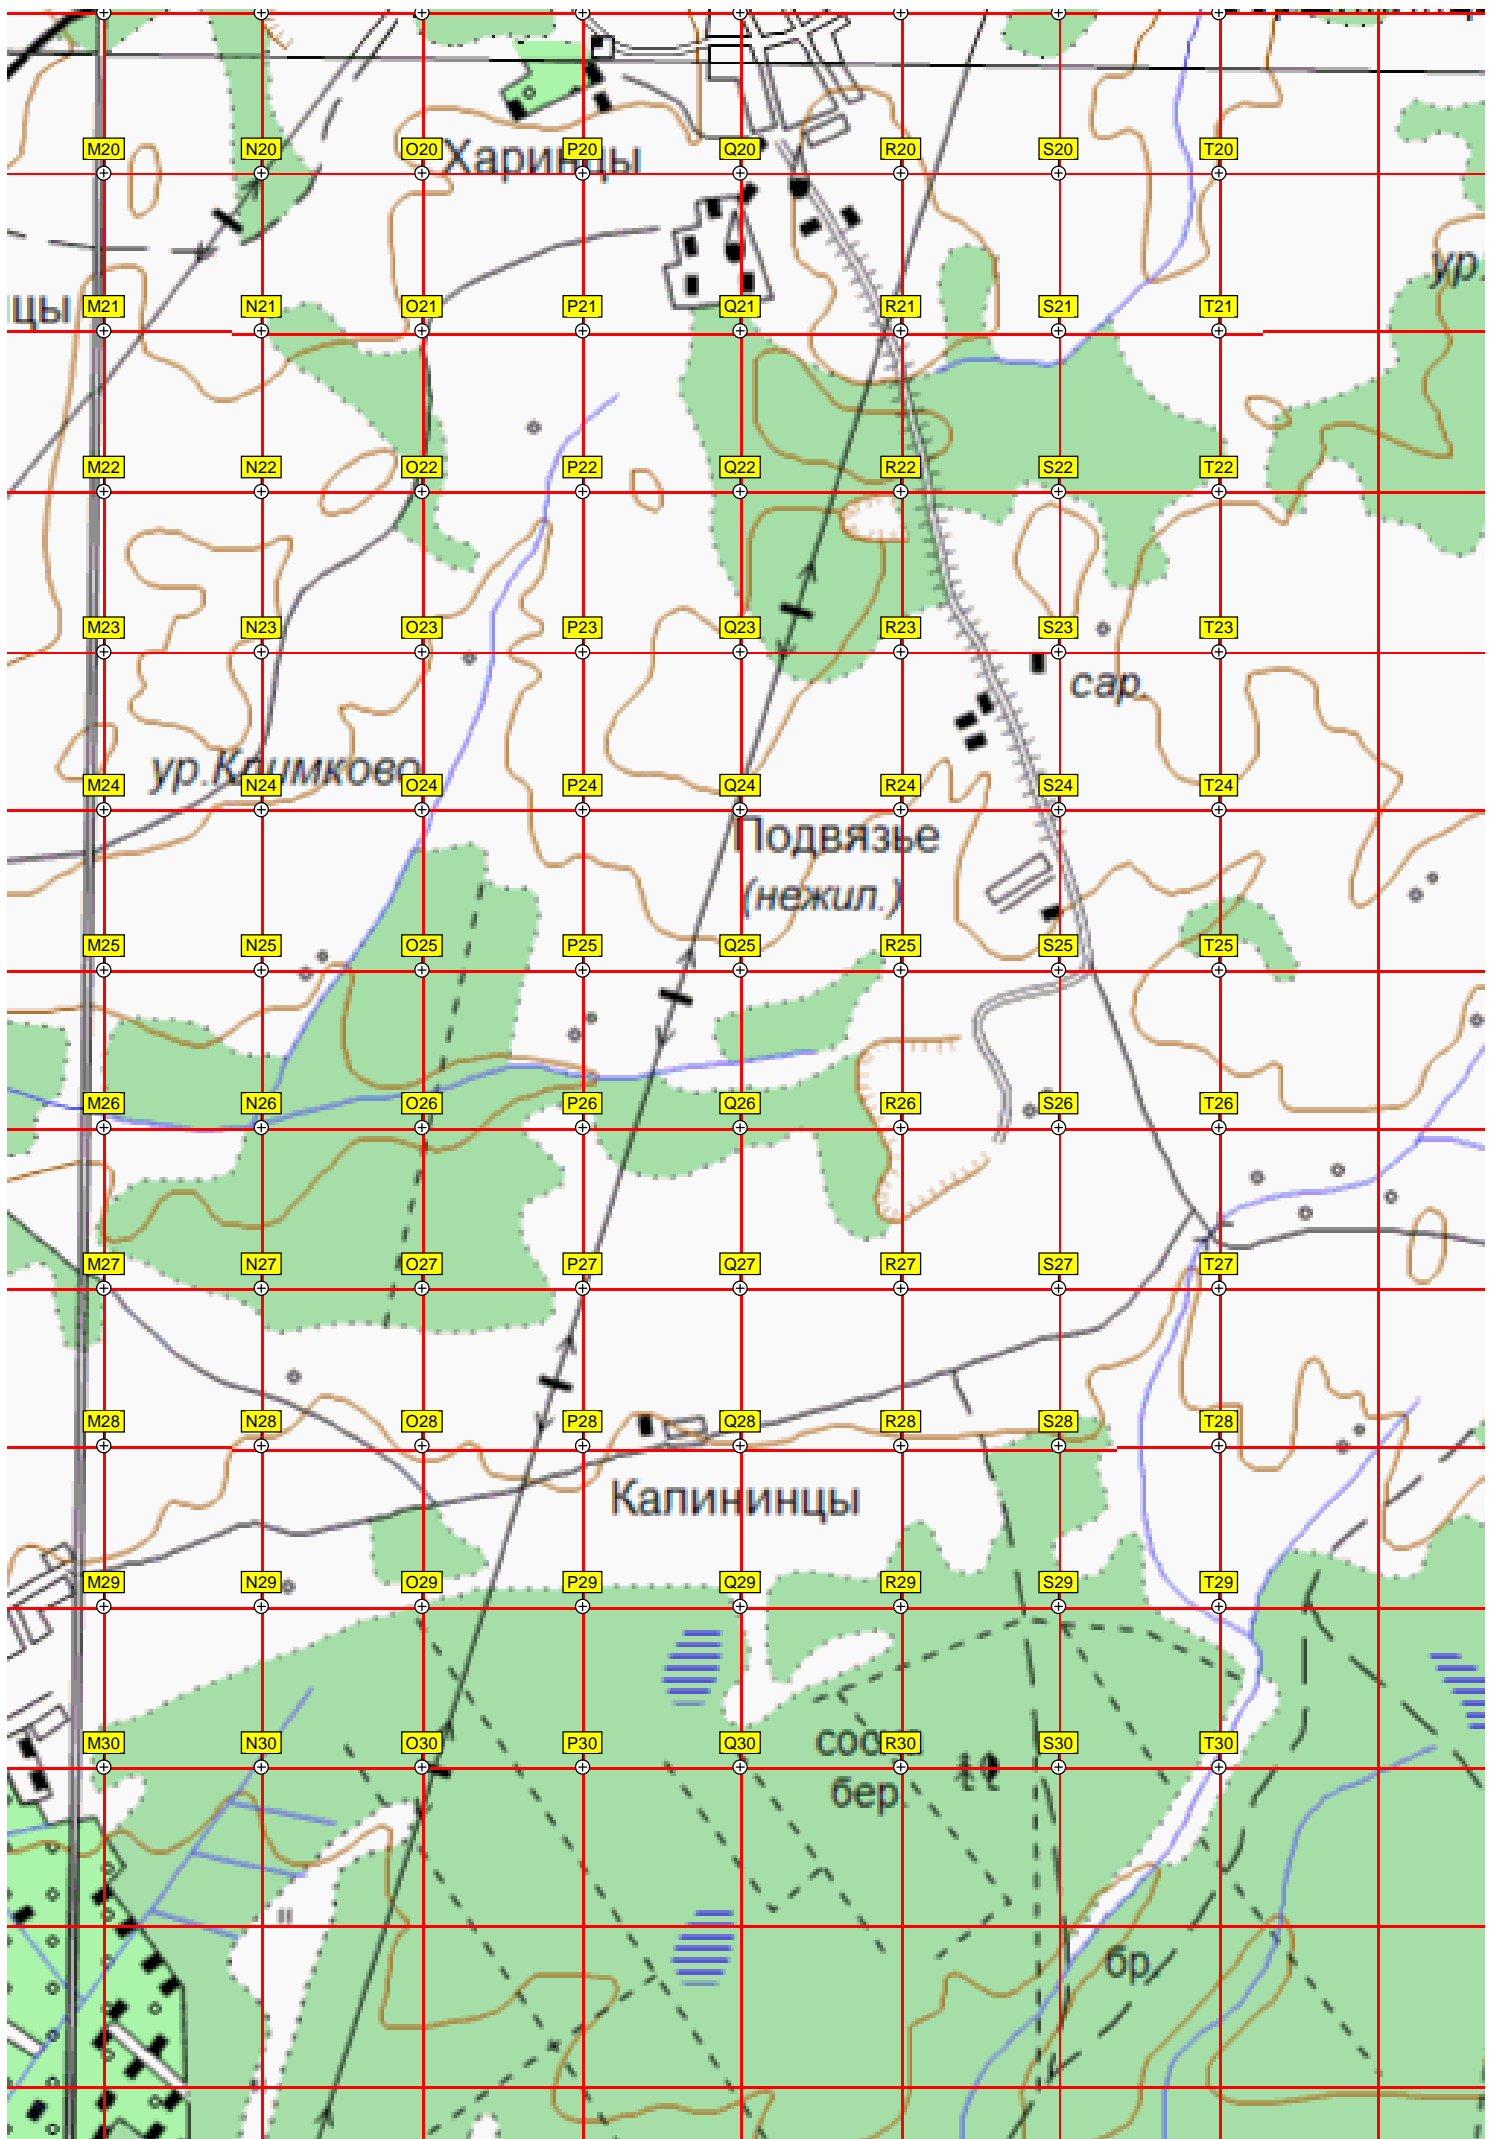 M20 N20 O20 P20 Q20 R20 S20 T20
Харинцы
ур.
цы
M21 N21 O21 P21 Q21 R21 S21 T21
M22 N22 O22 P22 Q22 R22 S22 T22
M23 N23 O23 P23 Q23 R23 S23 T23
сар.
ур.Климково
M24 N24 O24 P24 Q24 R24 S24 T24
Подвязье
(нежил.)
M25 N25 O25 P25 Q25 R25 S25 T25
M26 N26 O26 P26 Q26 R26 S26 T26
M27 N27 O27 P27 Q27 R27 S27 T27
M28 N28 O28 P28 Q28 R28 S28 T28
Калининцы
M29 N29 O29 P29 Q29 R29 S29 T29
сосна
M30 N30 O30 P30 Q30 R30 S30 T30
бер.
бр.